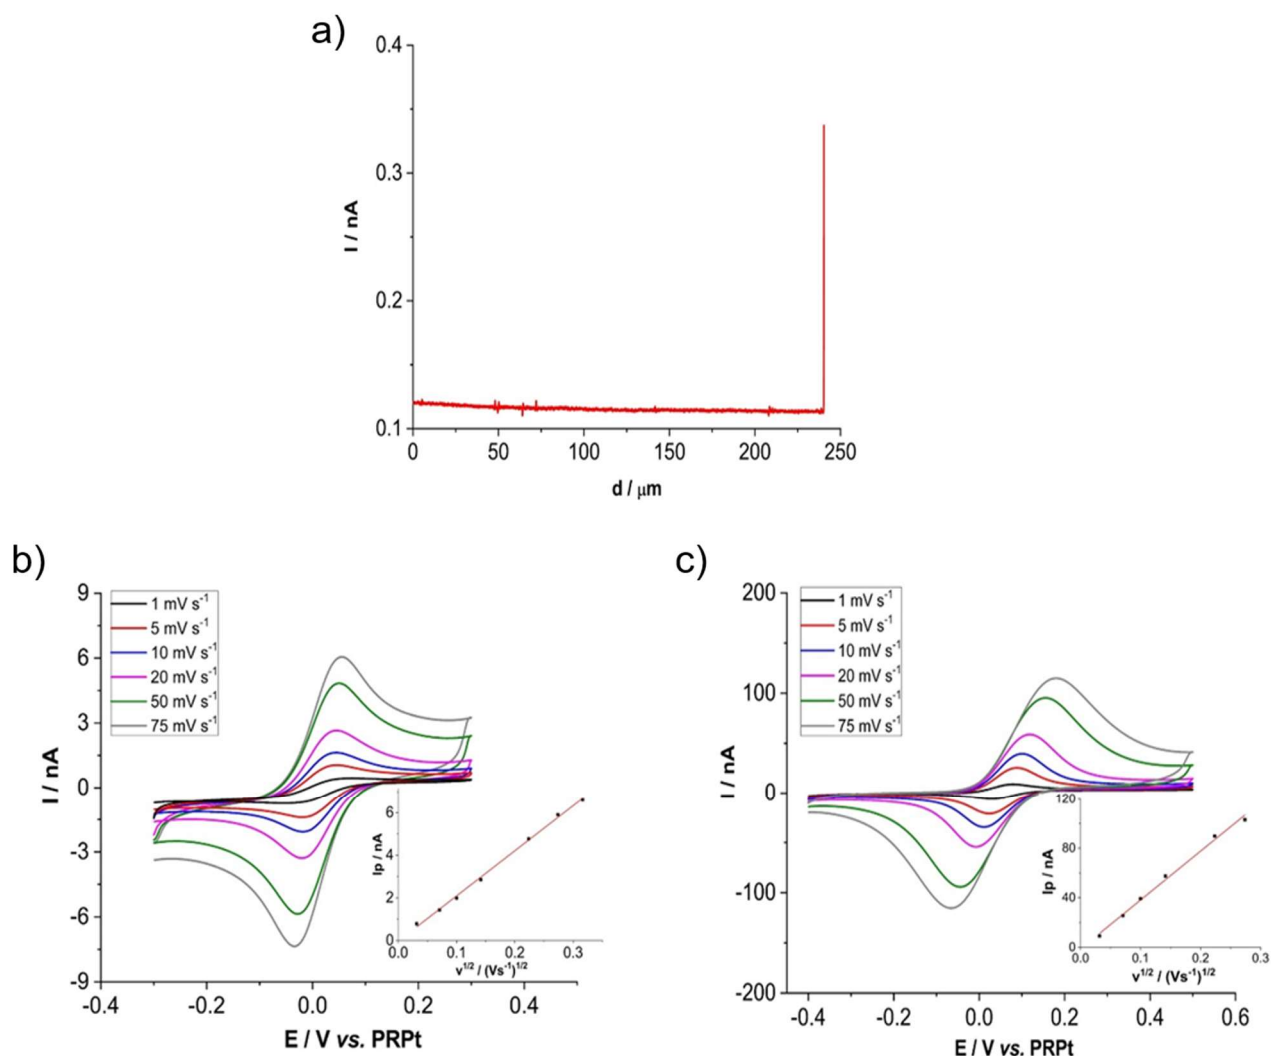 a)
0.4
0.3
0.2
0.1
I / nA
0
50
100
150
200
250
d / μm
b)
1 mV s⁻¹
5 mV s⁻¹
10 mV s⁻¹
20 mV s⁻¹
50 mV s⁻¹
75 mV s⁻¹
9
6
3
0
-3
-6
-9
I / nA
-0.4
-0.2
0.0
0.2
0.4
E / V vs. PRPt
6
4
2
0
Ip / nA
0.0
0.1
0.2
0.3
v^1/2 / (Vs⁻¹)^1/2
c)
1 mV s⁻¹
5 mV s⁻¹
10 mV s⁻¹
20 mV s⁻¹
50 mV s⁻¹
75 mV s⁻¹
200
100
0
-100
-200
I / nA
-0.4
-0.2
0.0
0.2
0.4
0.6
E / V vs. PRPt
120
80
40
0
Ip / nA
0.0
0.1
0.2
0.3
v^1/2 / (Vs⁻¹)^1/2